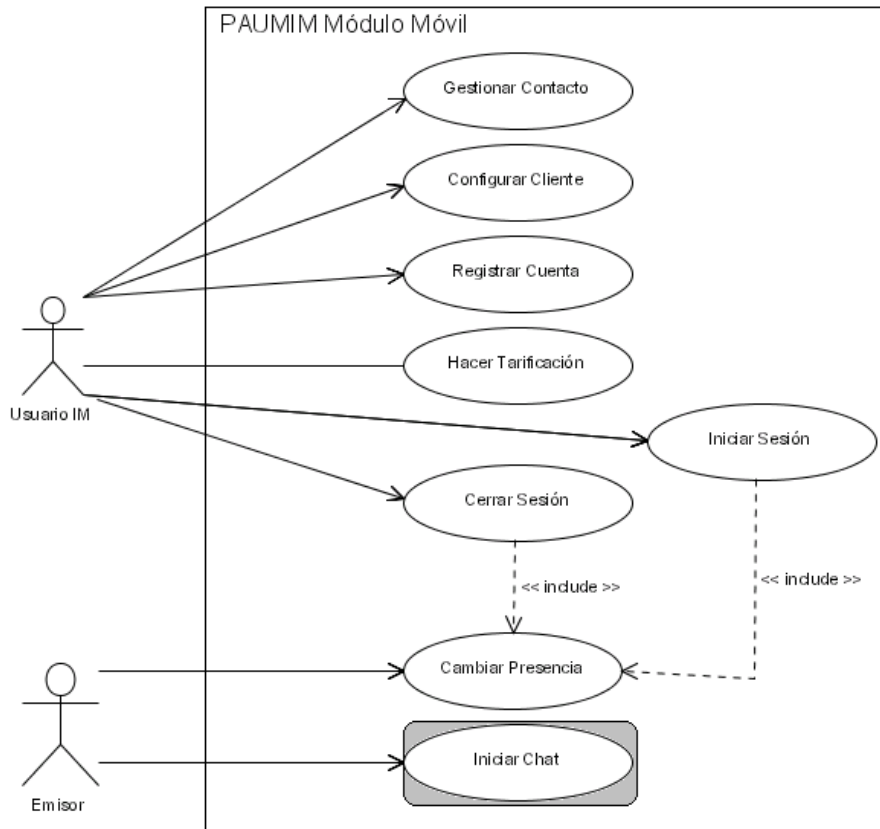 PAUMIM Módulo Móvil
Gestionar Contacto
Configurar Cliente
Registrar Cuenta
Hacer Tarificación
Usuario IM
Iniciar Sesión
Cerrar Sesión
<< include >>
<< include >>
Cambiar Presencia
Iniciar Chat
Emisor